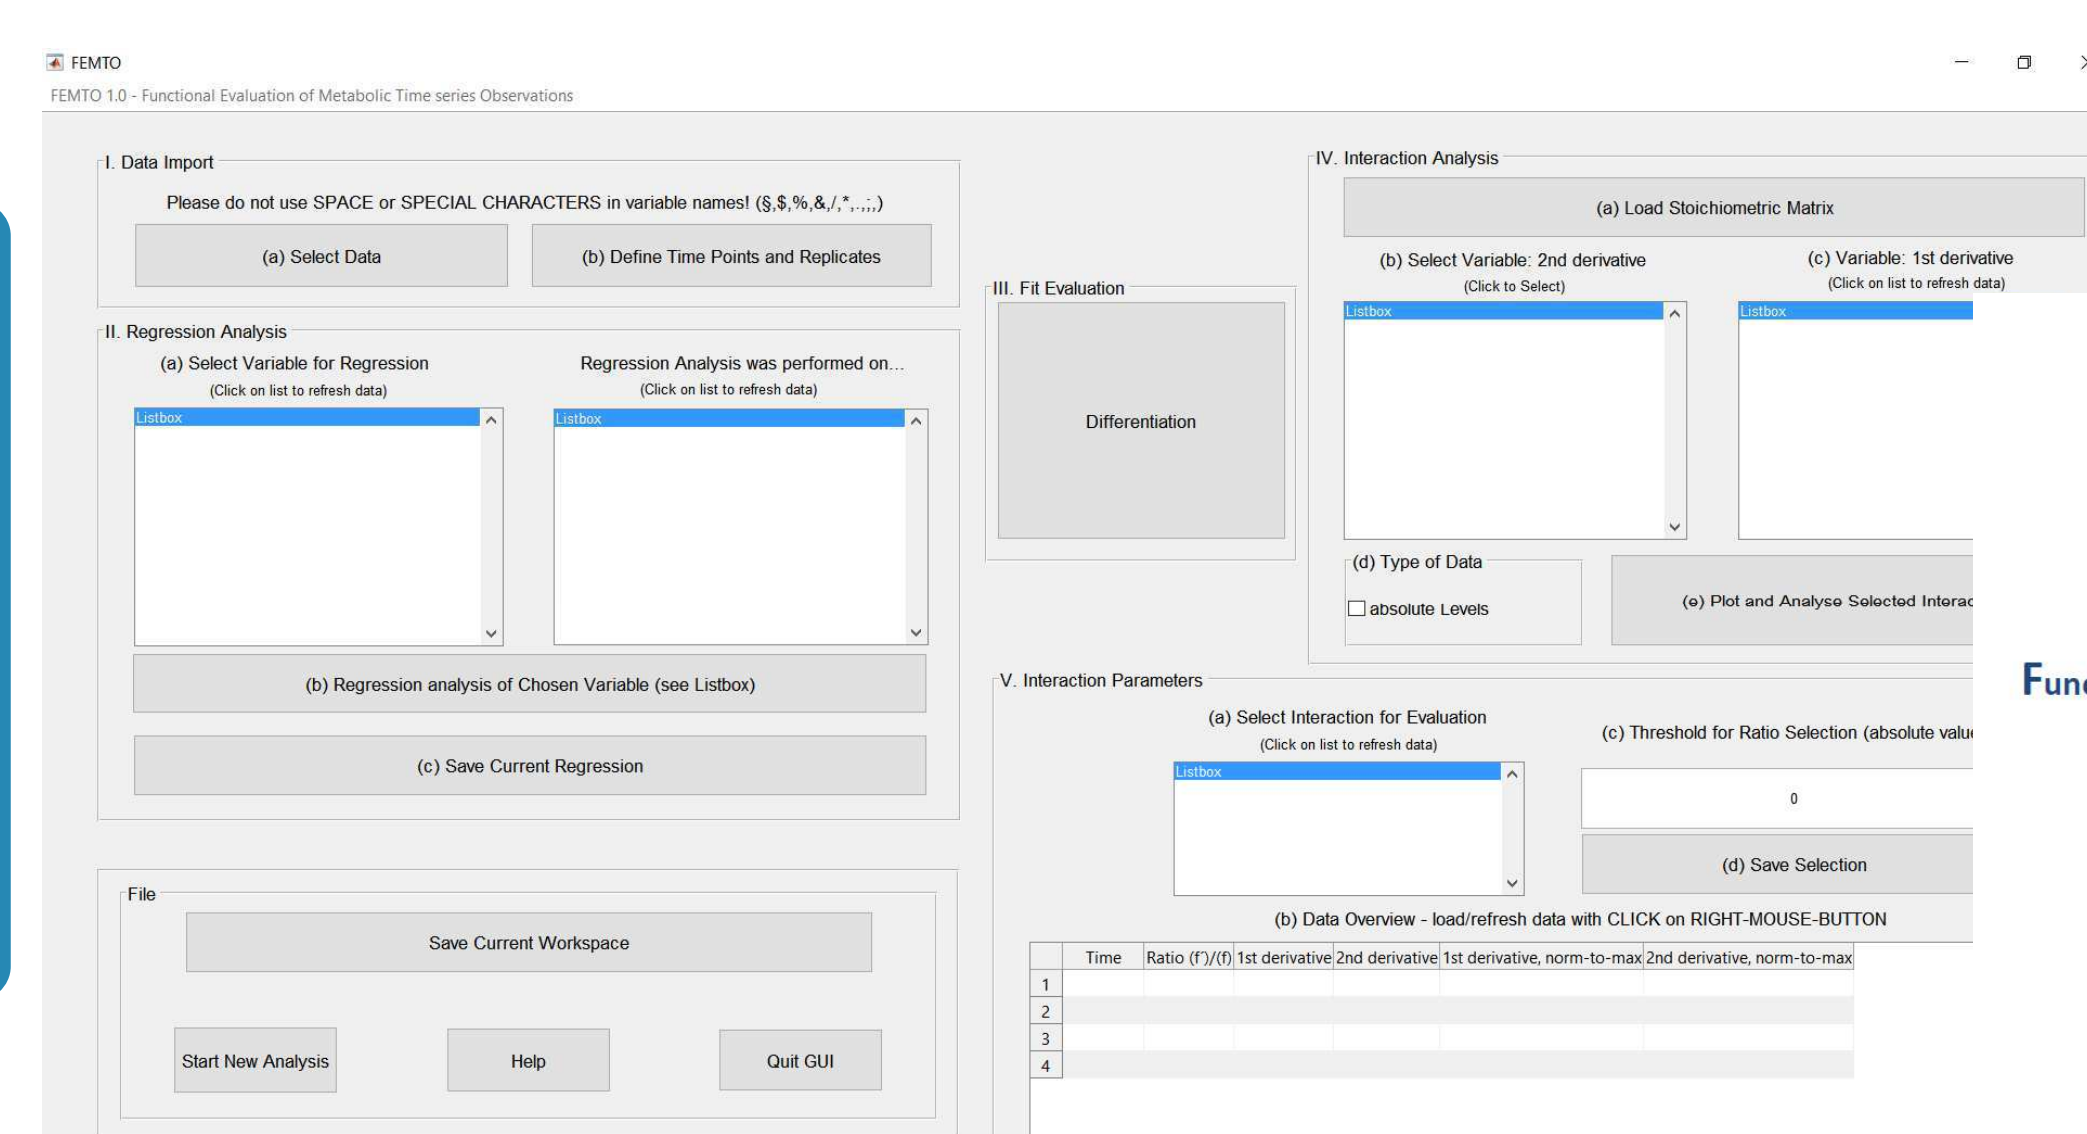 FEMTO
FEMTO 1.0 - Functional Evaluation of Metabolic Time series Observations
I. Data Import
Please do not use SPACE or SPECIAL CHARACTERS in variable names! (§,$,%,&,/,*,.,;,)
(a) Select Data
(b) Define Time Points and Replicates
II. Regression Analysis
(a) Select Variable for Regression
(Click on list to refresh data)
Listbox
Regression Analysis was performed on...
(Click on list to refresh data)
Listbox
(b) Regression analysis of Chosen Variable (see Listbox)
(c) Save Current Regression
File
Save Current Workspace
Start New Analysis
Help
Quit GUI
III. Fit Evaluation
Differentiation
IV. Interaction Analysis
(a) Load Stoichiometric Matrix
(b) Select Variable: 2nd derivative
(Click to Select)
Listbox
(c) Variable: 1st derivative
(Click on list to refresh data)
Listbox
(d) Type of Data
absolute Levels
(e) Plot and Analyse Selected Interac
V. Interaction Parameters
(a) Select Interaction for Evaluation
(Click on list to refresh data)
Listbox
(c) Threshold for Ratio Selection (absolute value
0
(d) Save Selection
(b) Data Overview - load/refresh data with CLICK on RIGHT-MOUSE-BUTTON
Time Ratio (f´)/(f) 1st derivative 2nd derivative 1st derivative, norm-to-max 2nd derivative, norm-to-max
1
2
3
4
Func